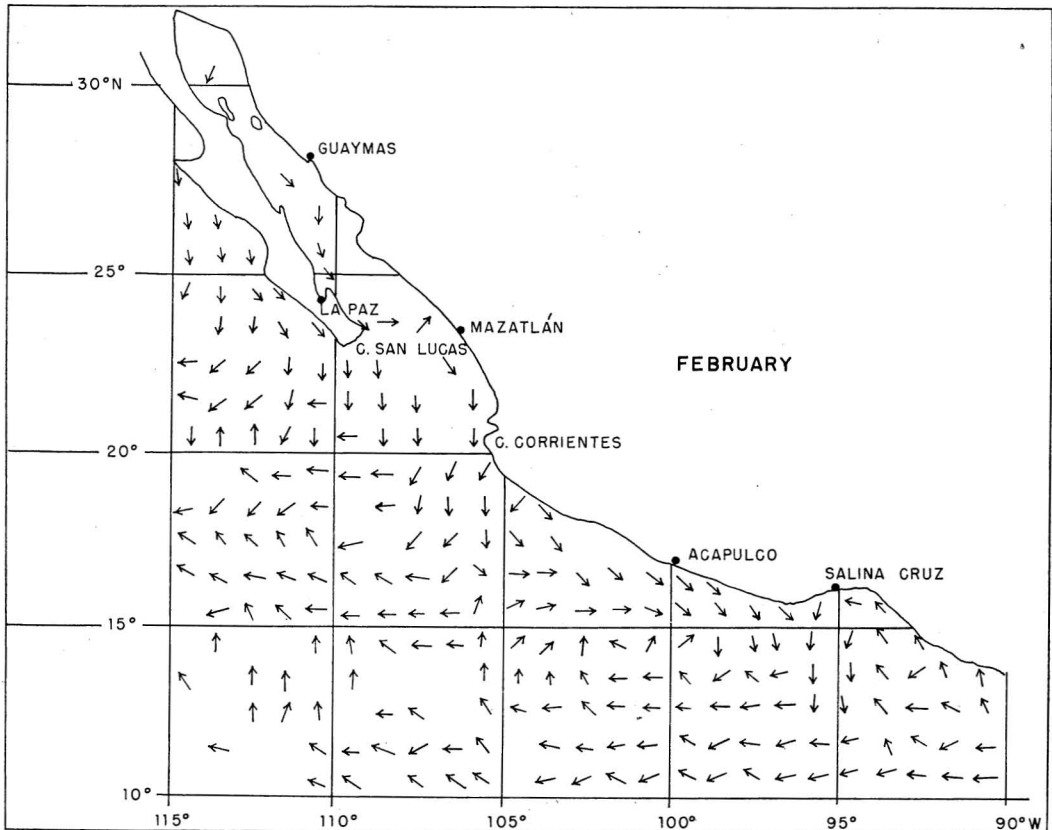 30°N
GUAYMAS
25°
LA PAZ
MAZATLÁN
C. SAN LUCAS
FEBRUARY
C. CORRIENTES
20°
ACAPULCO
SALINA CRUZ
15°
10°
115° 110° 105° 100° 95° 90°W